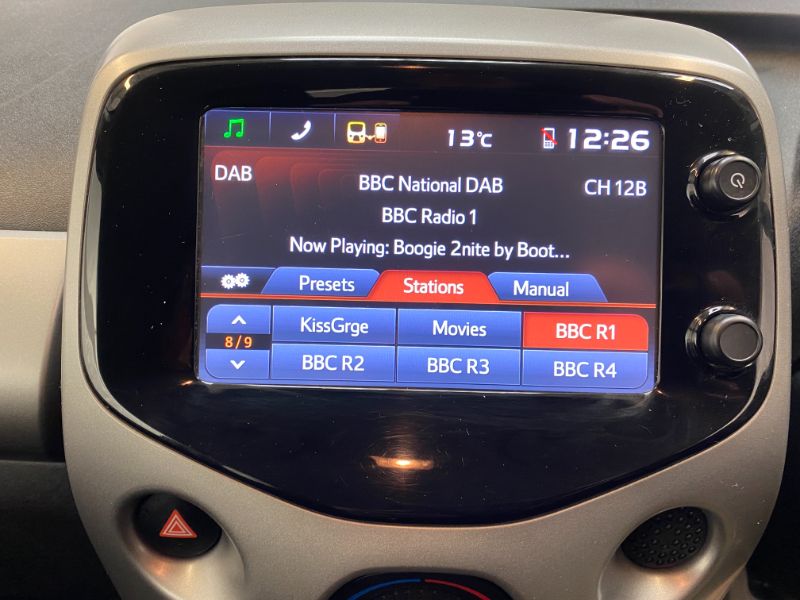 13°C 12:26
DAB BBC National DAB CH 12B
BBC Radio 1
Now Playing: Boogie 2nite by Boot...
Presets Stations Manual
KissGrge Movies BBC R1
8/9
BBC R2 BBC R3 BBC R4